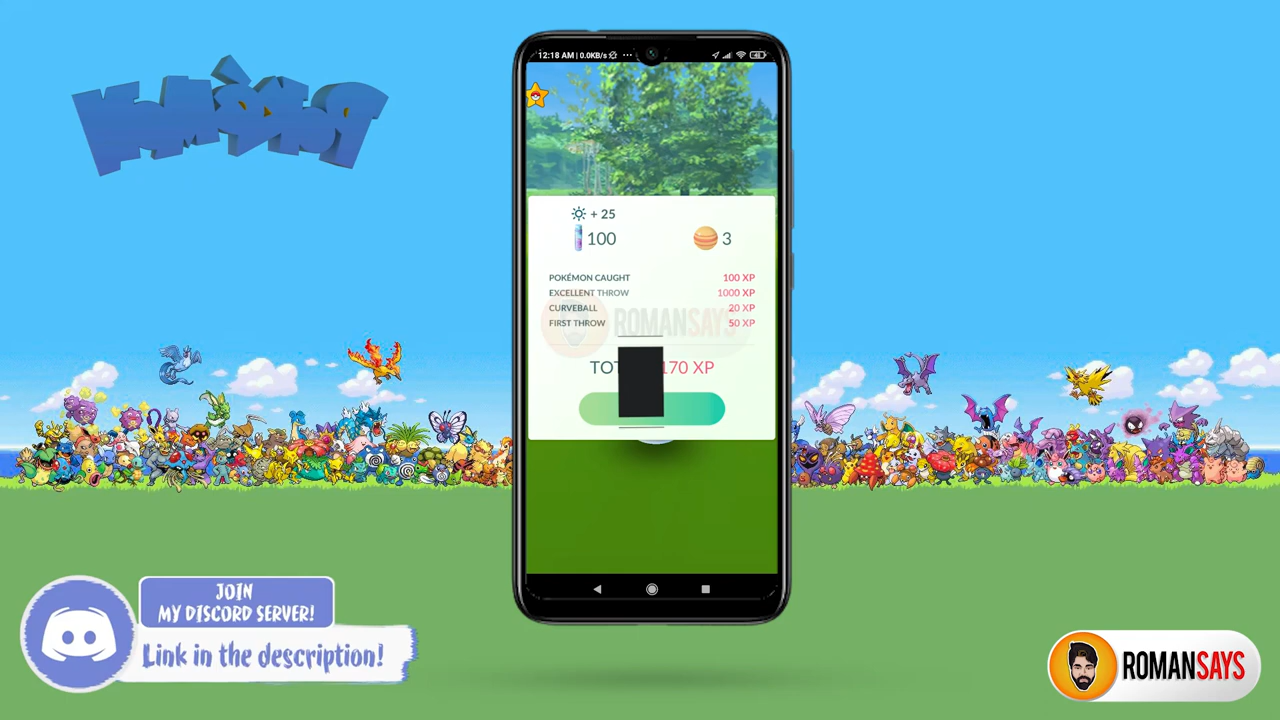 12:18 AM | 0.0KB/s
+ 25
100
3
POKÉMON CAUGHT 100 XP
EXCELLENT THROW 1000 XP
CURVEBALL 20 XP
FIRST THROW 50 XP
ROMANSAYS
170 XP
JOIN
MY DISCORD SERVER!
Link in the description!
ROMANSAYS